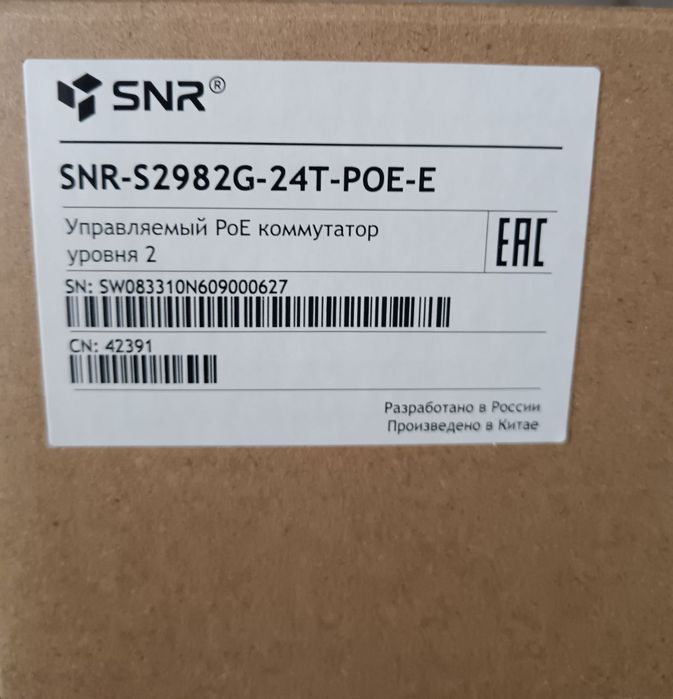 SNR®
SNR-S2982G-24T-POE-E
Управляемый PoE коммутатор
уровня 2
EAC
SN: SW083310N609000627
CN: 42391
Разработано в России
Произведено в Китае